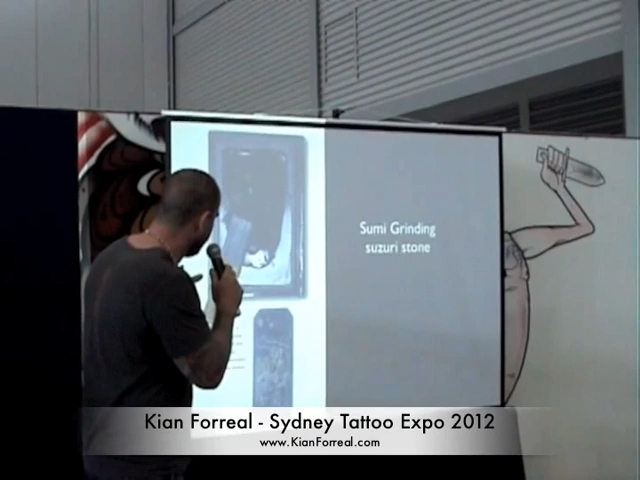 Sumi Grinding
suzuri stone
Kian Forreal - Sydney Tattoo Expo 2012
www.KianForreal.com